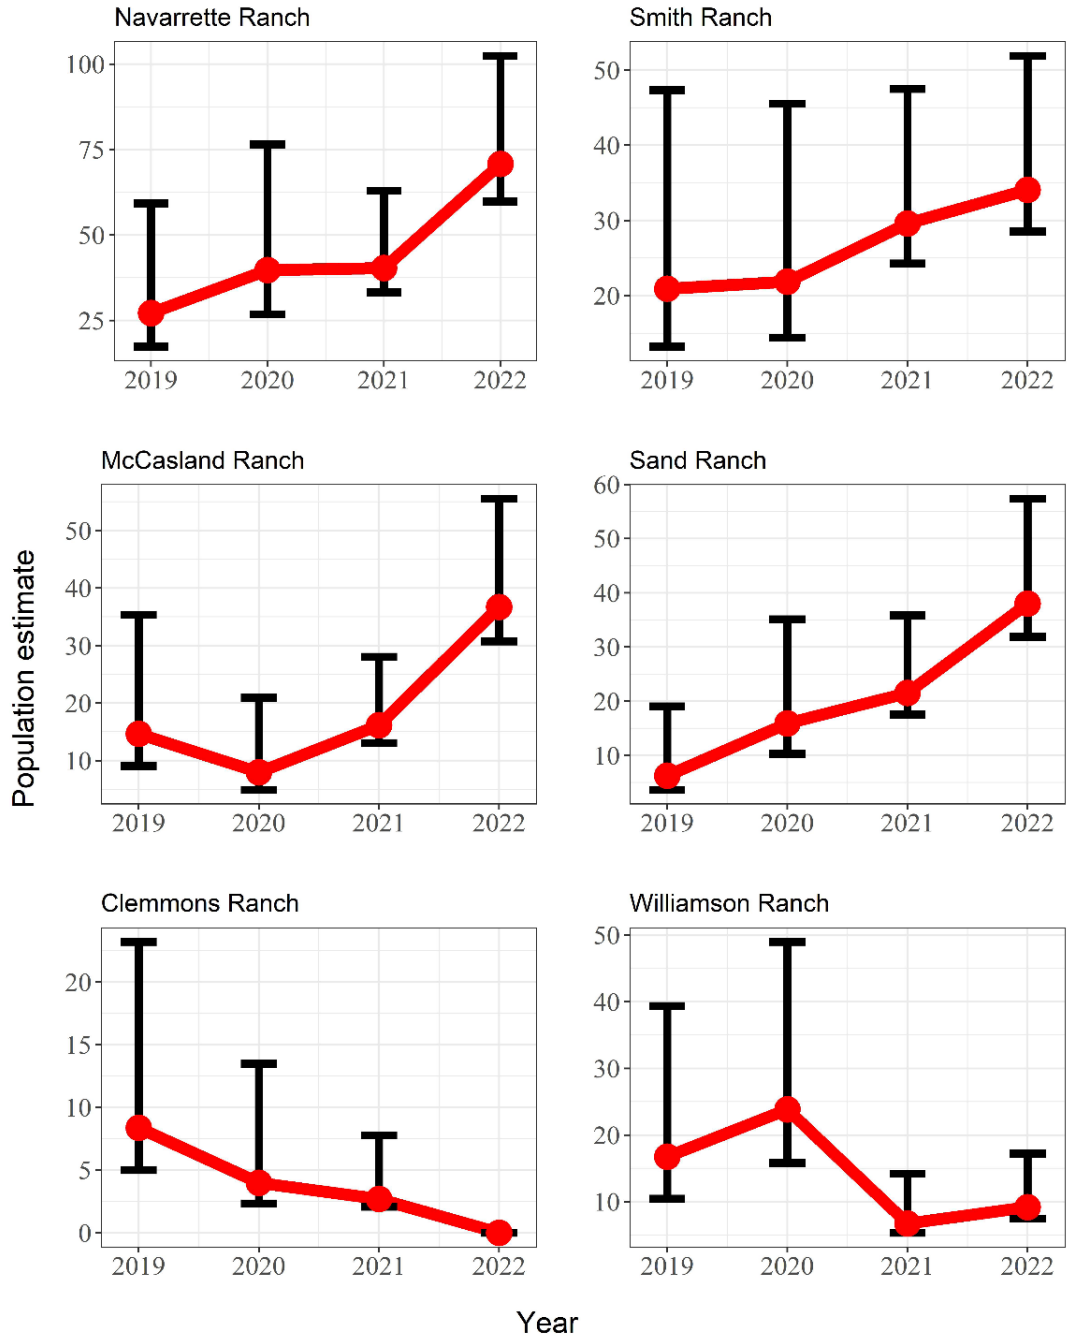 Navarrette Ranch
100
75
50
25
2019 2020 2021 2022
Smith Ranch
50
40
30
20
2019 2020 2021 2022
Population estimate
McCasland Ranch
50
40
30
20
10
2019 2020 2021 2022
Sand Ranch
60
50
40
30
20
10
2019 2020 2021 2022
Clemmons Ranch
20
15
10
5
0
2019 2020 2021 2022
Williamson Ranch
50
40
30
20
10
2019 2020 2021 2022
Year